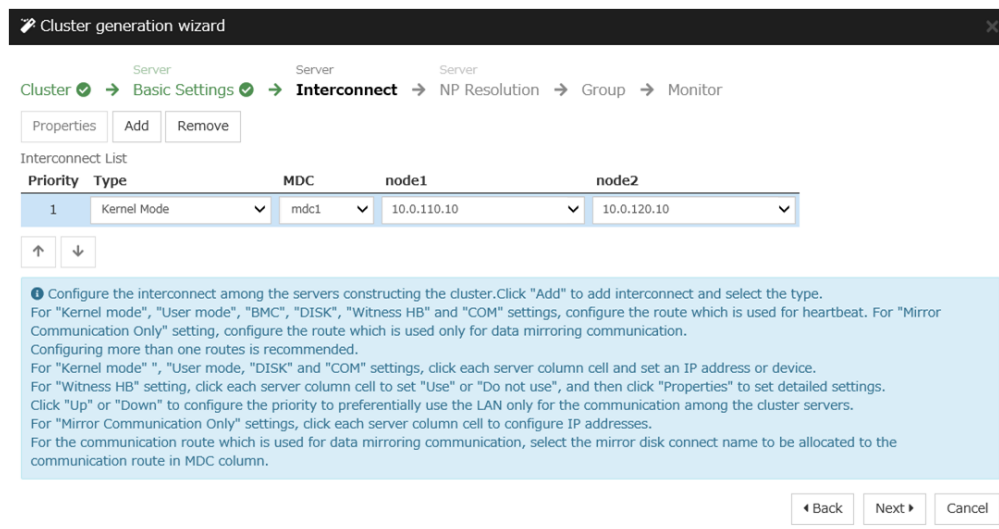 Cluster generation wizard
Server Server Server
Cluster → Basic Settings → Interconnect → NP Resolution → Group → Monitor
Properties Add Remove
Interconnect List
Priority Type MDC node1 node2
1 Kernel Mode mdc1 10.0.110.10 10.0.120.10
Configure the interconnect among the servers constructing the cluster.Click "Add" to add interconnect and select the type.
For "Kernel mode", "User mode", "BMC", "DISK", "Witness HB" and "COM" settings, configure the route which is used for heartbeat. For "Mirror
Communication Only" setting, configure the route which is used only for data mirroring communication.
Configuring more than one routes is recommended.
For "Kernel mode" ", "User mode, "DISK" and "COM" settings, click each server column cell and set an IP address or device.
For "Witness HB" setting, click each server column cell to set "Use" or "Do not use", and then click "Properties" to set detailed settings.
Click "Up" or "Down" to configure the priority to preferentially use the LAN only for the communication among the cluster servers.
For "Mirror Communication Only" settings, click each server column cell to configure IP addresses.
For the communication route which is used for data mirroring communication, select the mirror disk connect name to be allocated to the
communication route in MDC column.
Back Next Cancel